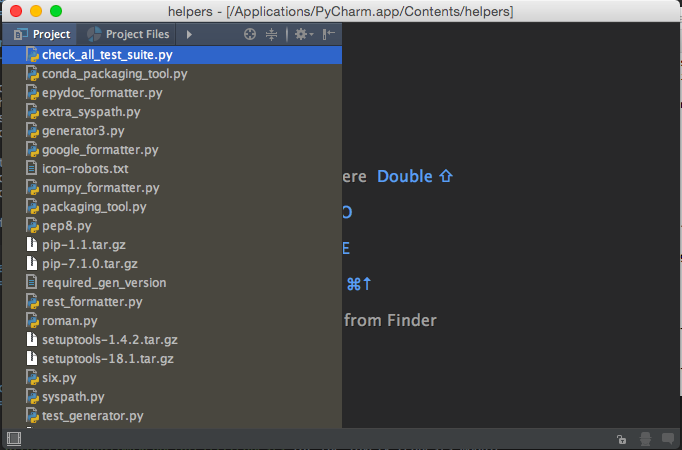 helpers - [/Applications/PyCharm.app/Contents/helpers]
Project Project Files
check_all_test_suite.py
conda_packaging_tool.py
epydoc_formatter.py
extra_syspath.py
generator3.py
google_formatter.py
icon-robots.txt
numpy_formatter.py
packaging_tool.py
pep8.py
pip-1.1.tar.gz
pip-7.1.0.tar.gz
required_gen_version
rest_formatter.py
roman.py
setuptools-1.4.2.tar.gz
setuptools-18.1.tar.gz
six.py
syspath.py
test_generator.py
ere Double ⇧
O
E
⌘↑
from Finder